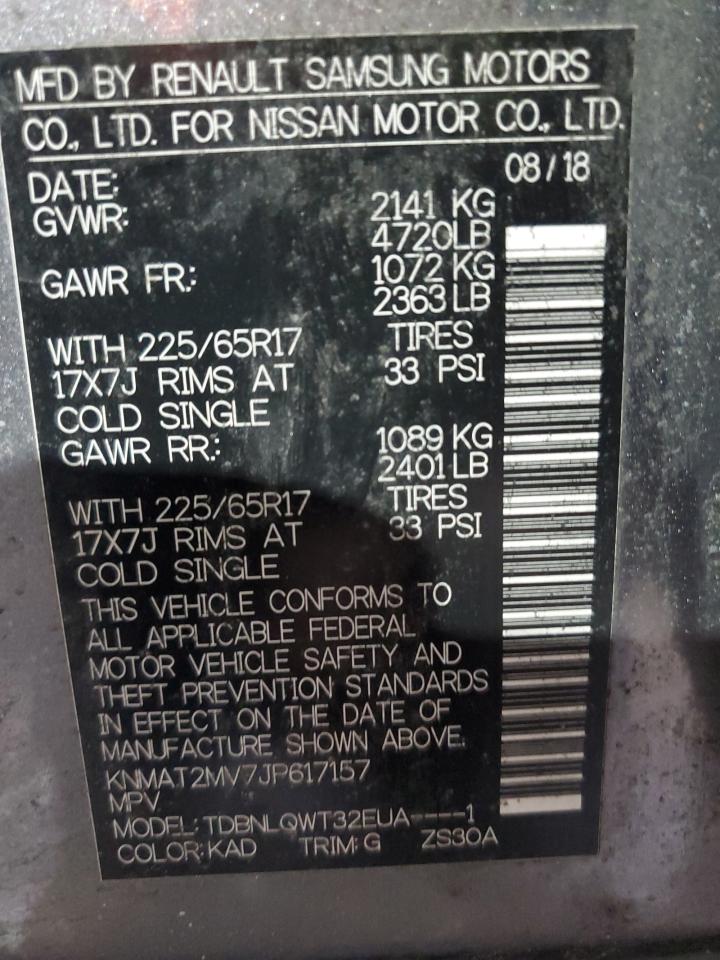 MFD BY RENAULT SAMSUNG MOTORS
CO., LTD. FOR NISSAN MOTOR CO., LTD.
DATE: 08/18
GVWR: 2141 KG
4720LB
GAWR FR.: 1072 KG
2363 LB
WITH 225/65R17 TIRES
17X7J RIMS AT 33 PSI
COLD SINGLE
GAWR RR.: 1089 KG
2401 LB
WITH 225/65R17 TIRES
17X7J RIMS AT 33 PSI
COLD SINGLE
THIS VEHICLE CONFORMS TO
ALL APPLICABLE FEDERAL
MOTOR VEHICLE SAFETY AND
THEFT PREVENTION STANDARDS
IN EFFECT ON THE DATE OF
MANUFACTURE SHOWN ABOVE.
KNMAT2MV7JP617157
MPV
MODEL: TDBNLQWT32EUA----1
COLOR: KAD TRIM: G ZS30A